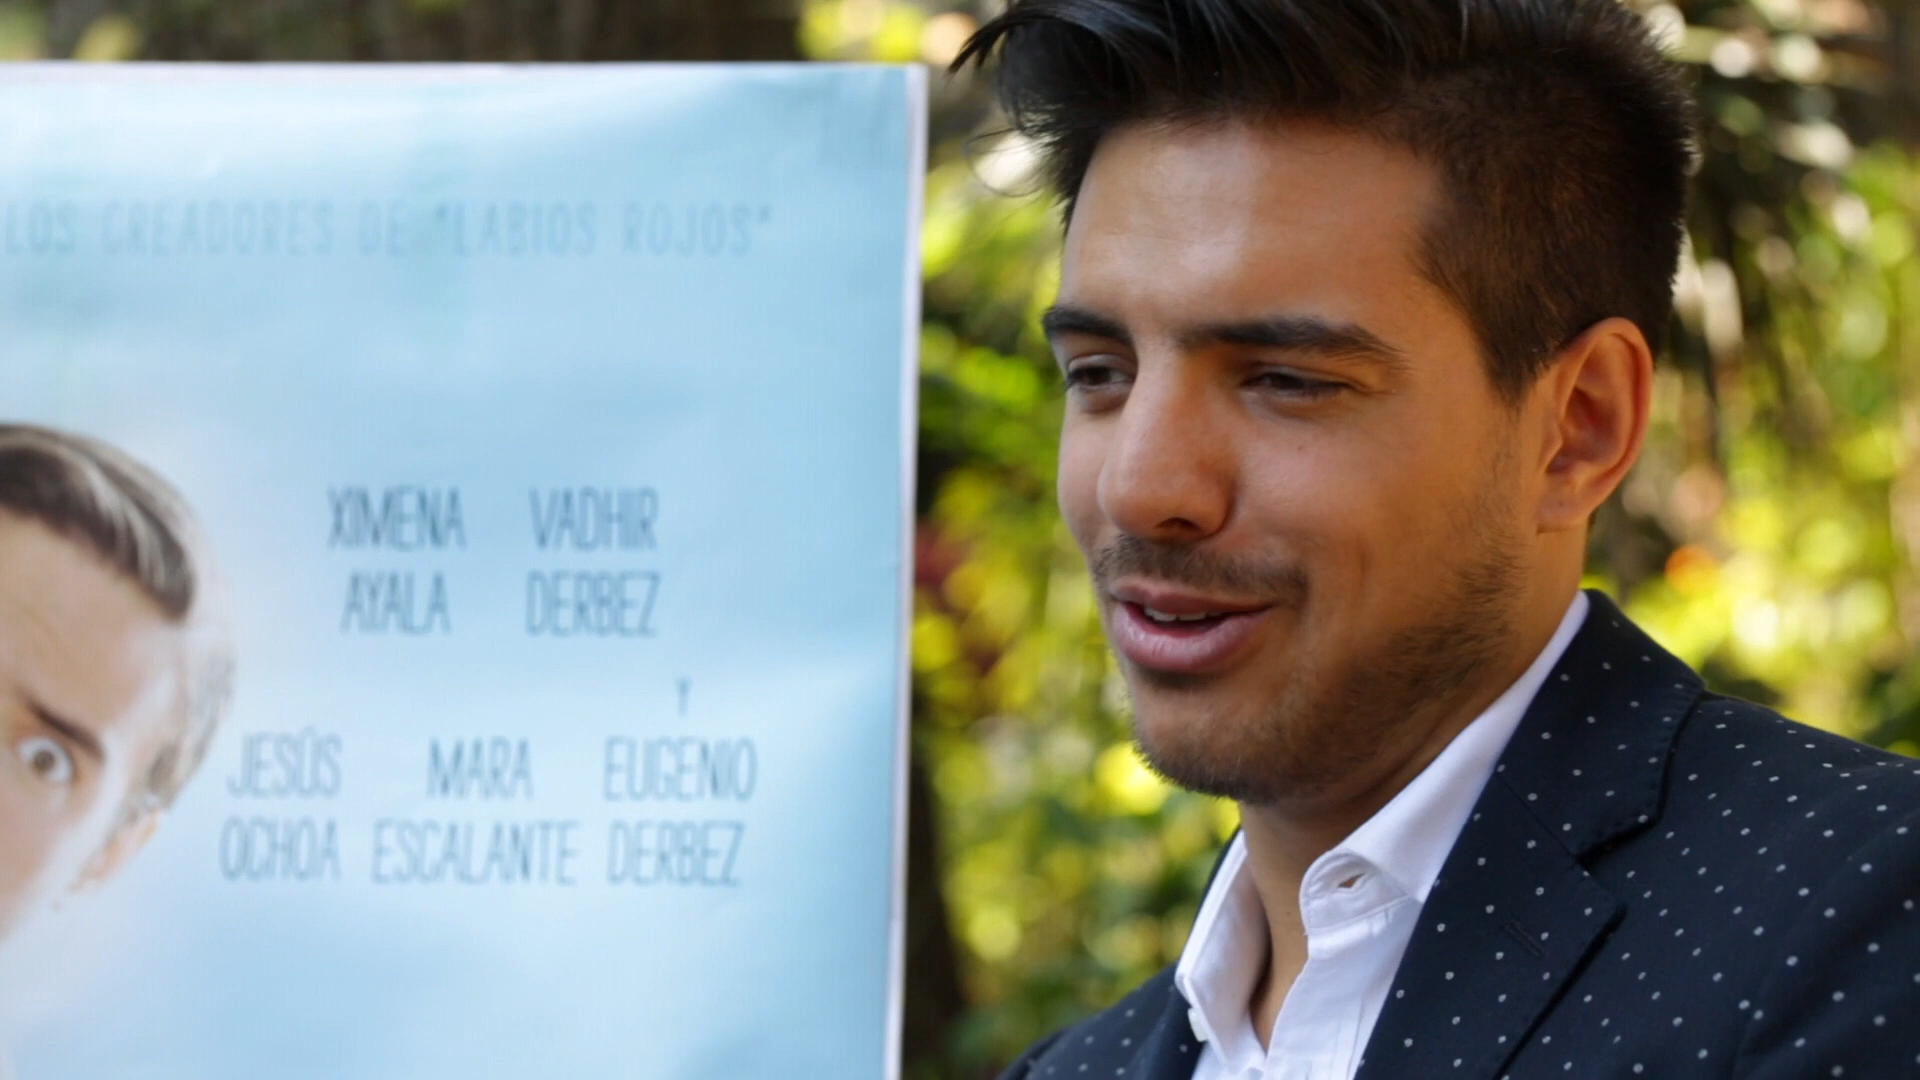 LOS CREADORES DE "LABIOS ROJOS"
XIMENA VADHIR
AYALA DERBEZ
Y
JESÚS MARA EUGENIO
OCHOA ESCALANTE DERBEZ